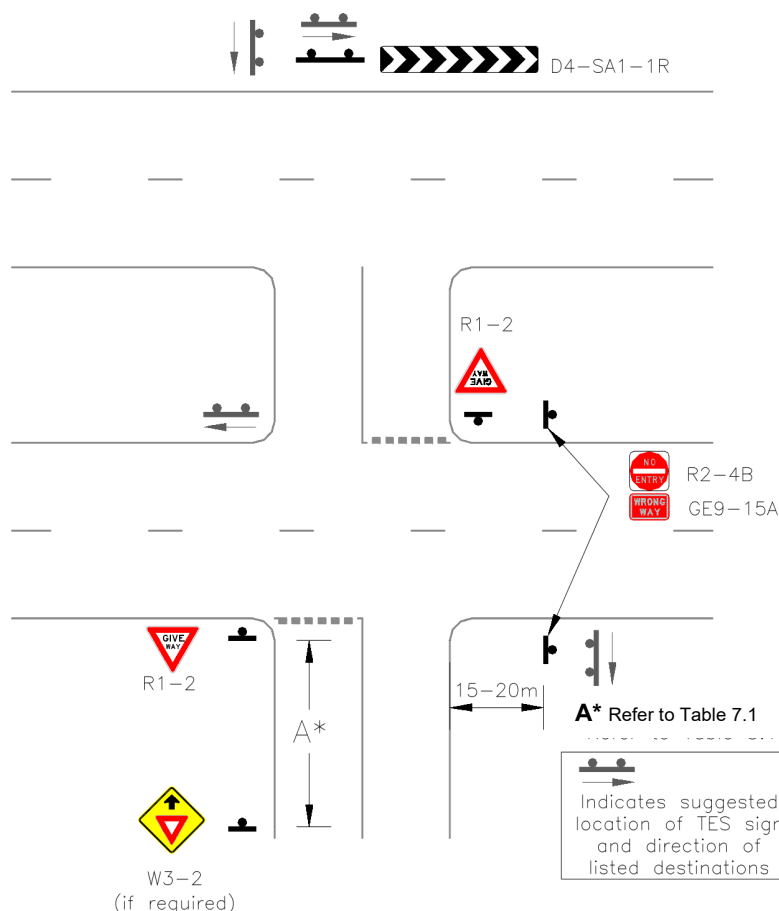 D4-SA1-1R
R1-2
GIVE
WAY
NO
ENTRY
R2-4B
WRONG
WAY
GE9-15A
GIVE
WAY
R1-2
15-20m
A* Refer to Table 7.1
A*
Indicates suggested
location of TES sign
and direction of
listed destinations
W3-2
(if required)